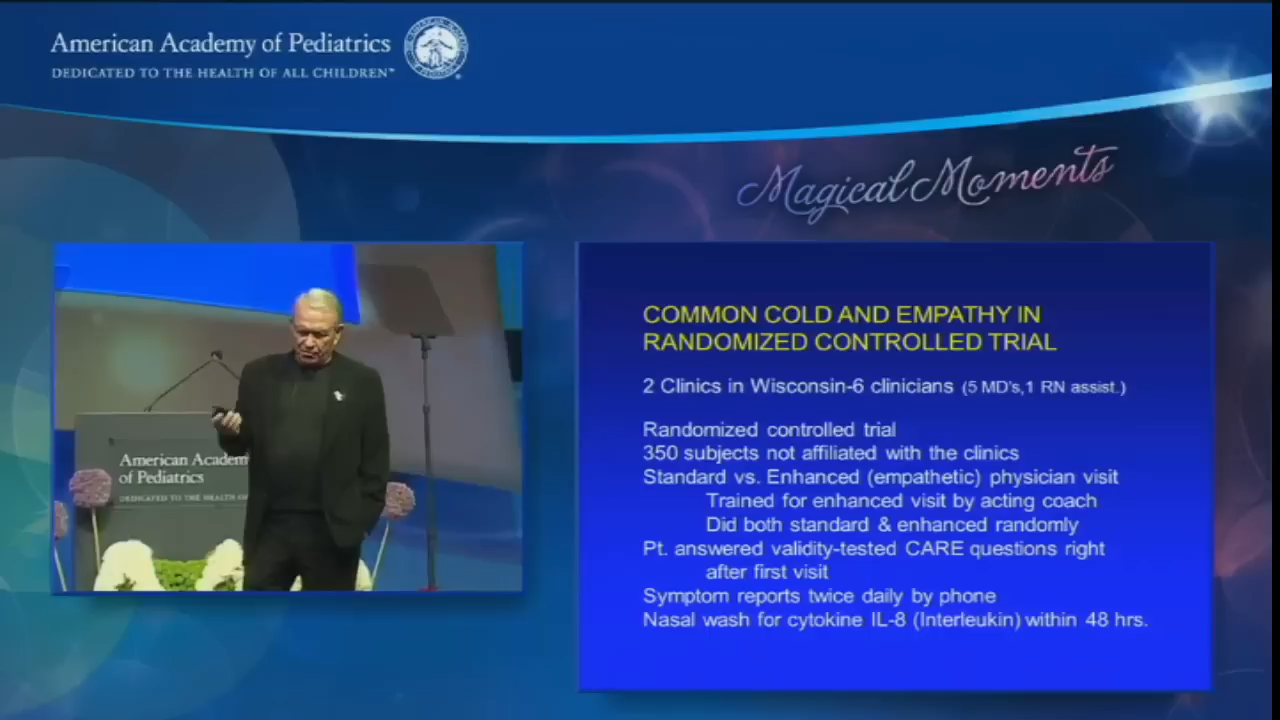 American Academy of Pediatrics
DEDICATED TO THE HEALTH OF ALL CHILDREN™
Magical Moments
American Academ
of Pediatrics
DEDICATED TO THE HEALTH OF
COMMON COLD AND EMPATHY IN
RANDOMIZED CONTROLLED TRIAL
2 Clinics in Wisconsin-6 clinicians (5 MD's,1 RN assist.)
Randomized controlled trial
350 subjects not affiliated with the clinics
Standard vs. Enhanced (empathetic) physician visit
Trained for enhanced visit by acting coach
Did both standard & enhanced randomly
Pt. answered validity-tested CARE questions right
after first visit
Symptom reports twice daily by phone
Nasal wash for cytokine IL-8 (Interleukin) within 48 hrs.